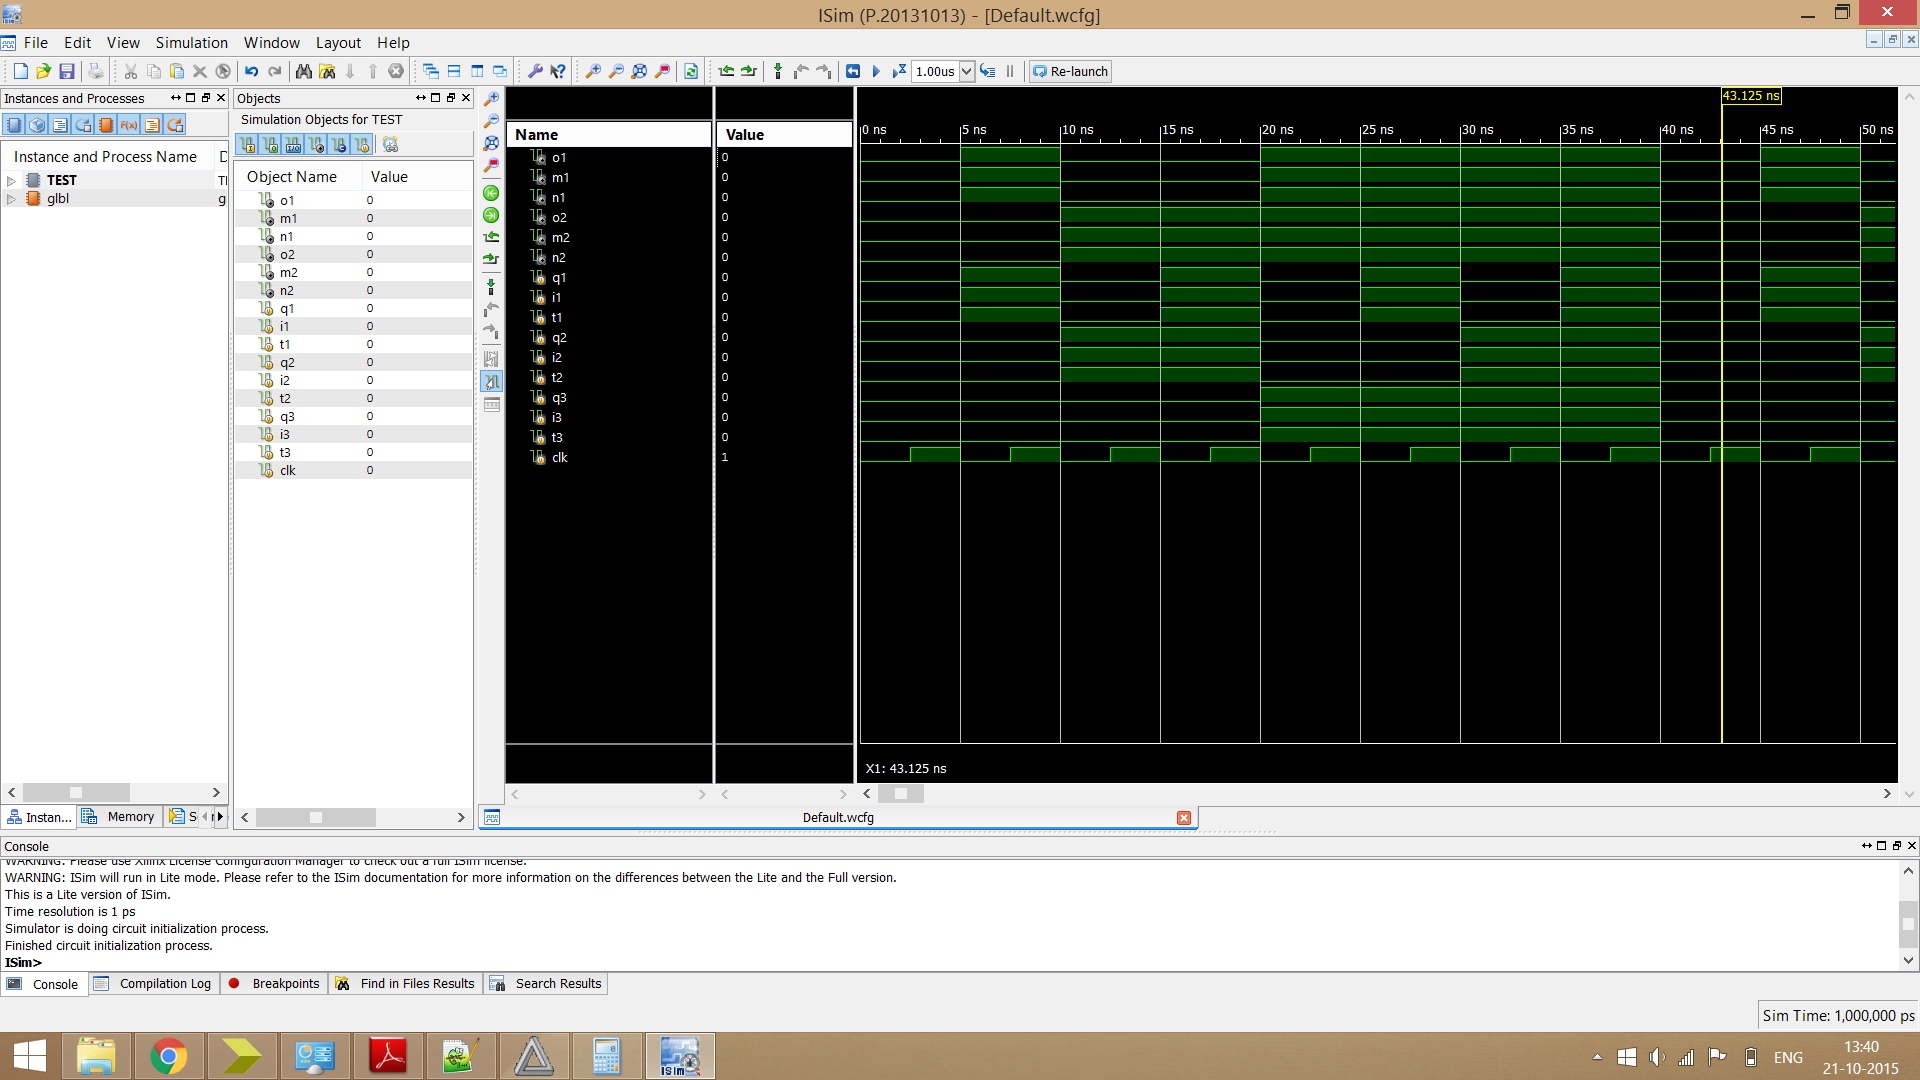 ISim (P.20131013) - [Default.wcfg]
File Edit View Simulation Window Layout Help
1.00us Re-launch
Instances and Processes
Instance and Process Name
TEST
glbl g
Instan... Memory
Objects
Simulation Objects for TEST
Object Name Value
o1 0
m1 0
n1 0
o2 0
m2 0
n2 0
q1 0
i1 0
t1 0
q2 0
i2 0
t2 0
q3 0
i3 0
t3 0
clk 0
Name Value
o1 0
m1 0
n1 0
o2 0
m2 0
n2 0
q1 0
i1 0
t1 0
q2 0
i2 0
t2 0
q3 0
i3 0
t3 0
clk 1
43.125 ns
0 ns 5 ns 10 ns 15 ns 20 ns 25 ns 30 ns 35 ns 40 ns 45 ns 50 ns
X1: 43.125 ns
Default.wcfg
Console
WARNING: Please use Xilinx License Configuration Manager to check out a full ISim license.
WARNING: ISim will run in Lite mode. Please refer to the ISim documentation for more information on the differences between the Lite and the Full version.
This is a Lite version of ISim.
Time resolution is 1 ps
Simulator is doing circuit initialization process.
Finished circuit initialization process.
ISim>
Console Compilation Log Breakpoints Find in Files Results Search Results
Sim Time: 1,000,000 ps
ISim
ENG
13:40
21-10-2015